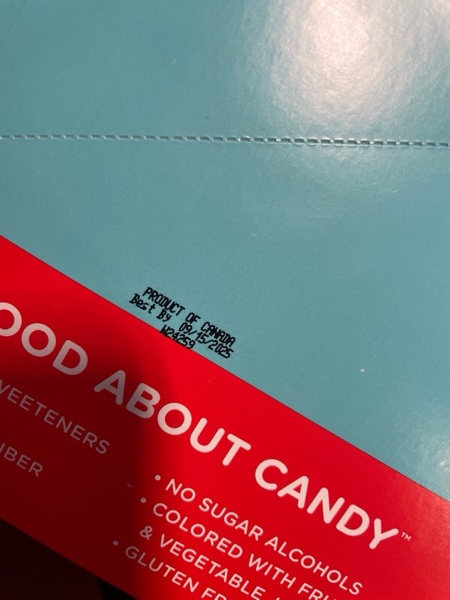 PRODUCT OF CANADA
Best By 09/15/2025
W24259
OOD ABOUT CANDY™
WEETENERS
IBER
• NO SUGAR ALCOHOLS
• COLORED WITH FRU
& VEGETABLE
• GLUTEN FR